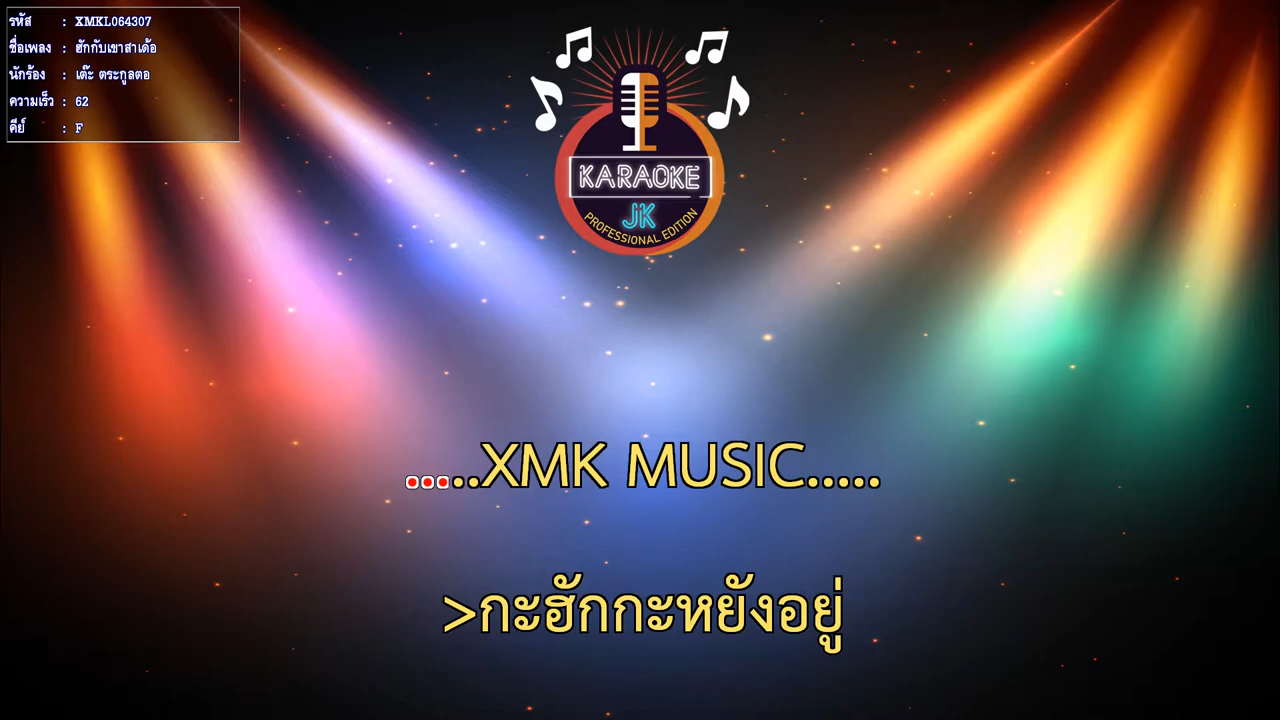 รหัส : XMKL064307
ชื่อเพลง : ฮักกับเขาสาเด้อ
นักร้อง : เต๊ะ ตระกูลตอ
ความเร็ว : 62
คีย์ : F
KARAOKE
JK
PROFESSIONAL EDITION
.....XMK MUSIC.....
>กะฮักกะหยังอยู่